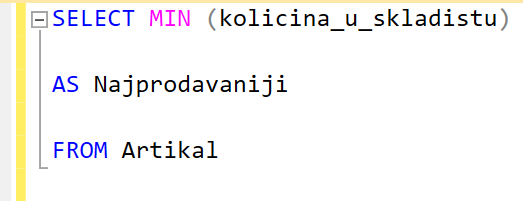 SELECT MIN (kolicina_u_skladistu)
AS Najprodavaniji
FROM Artikal